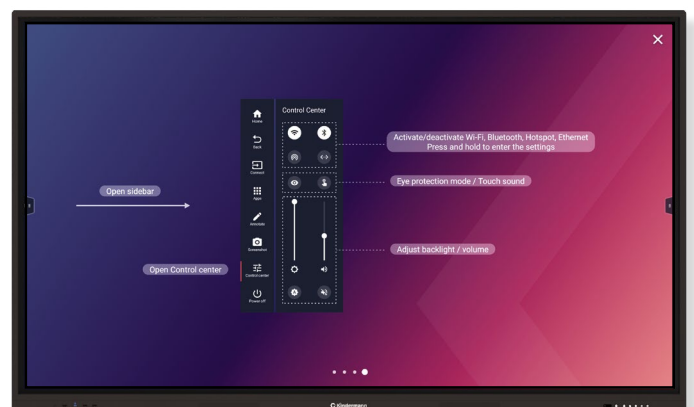 Control Center
Home
Back
Connect
Apps
Annotate
Screenshot
Control center
Power off
Activate/deactivate Wi-Fi, Bluetooth, Hotspot, Ethernet
Press and hold to enter the settings
Eye protection mode / Touch sound
Adjust backlight / volume
Open sidebar
Open Control center
Kindermann